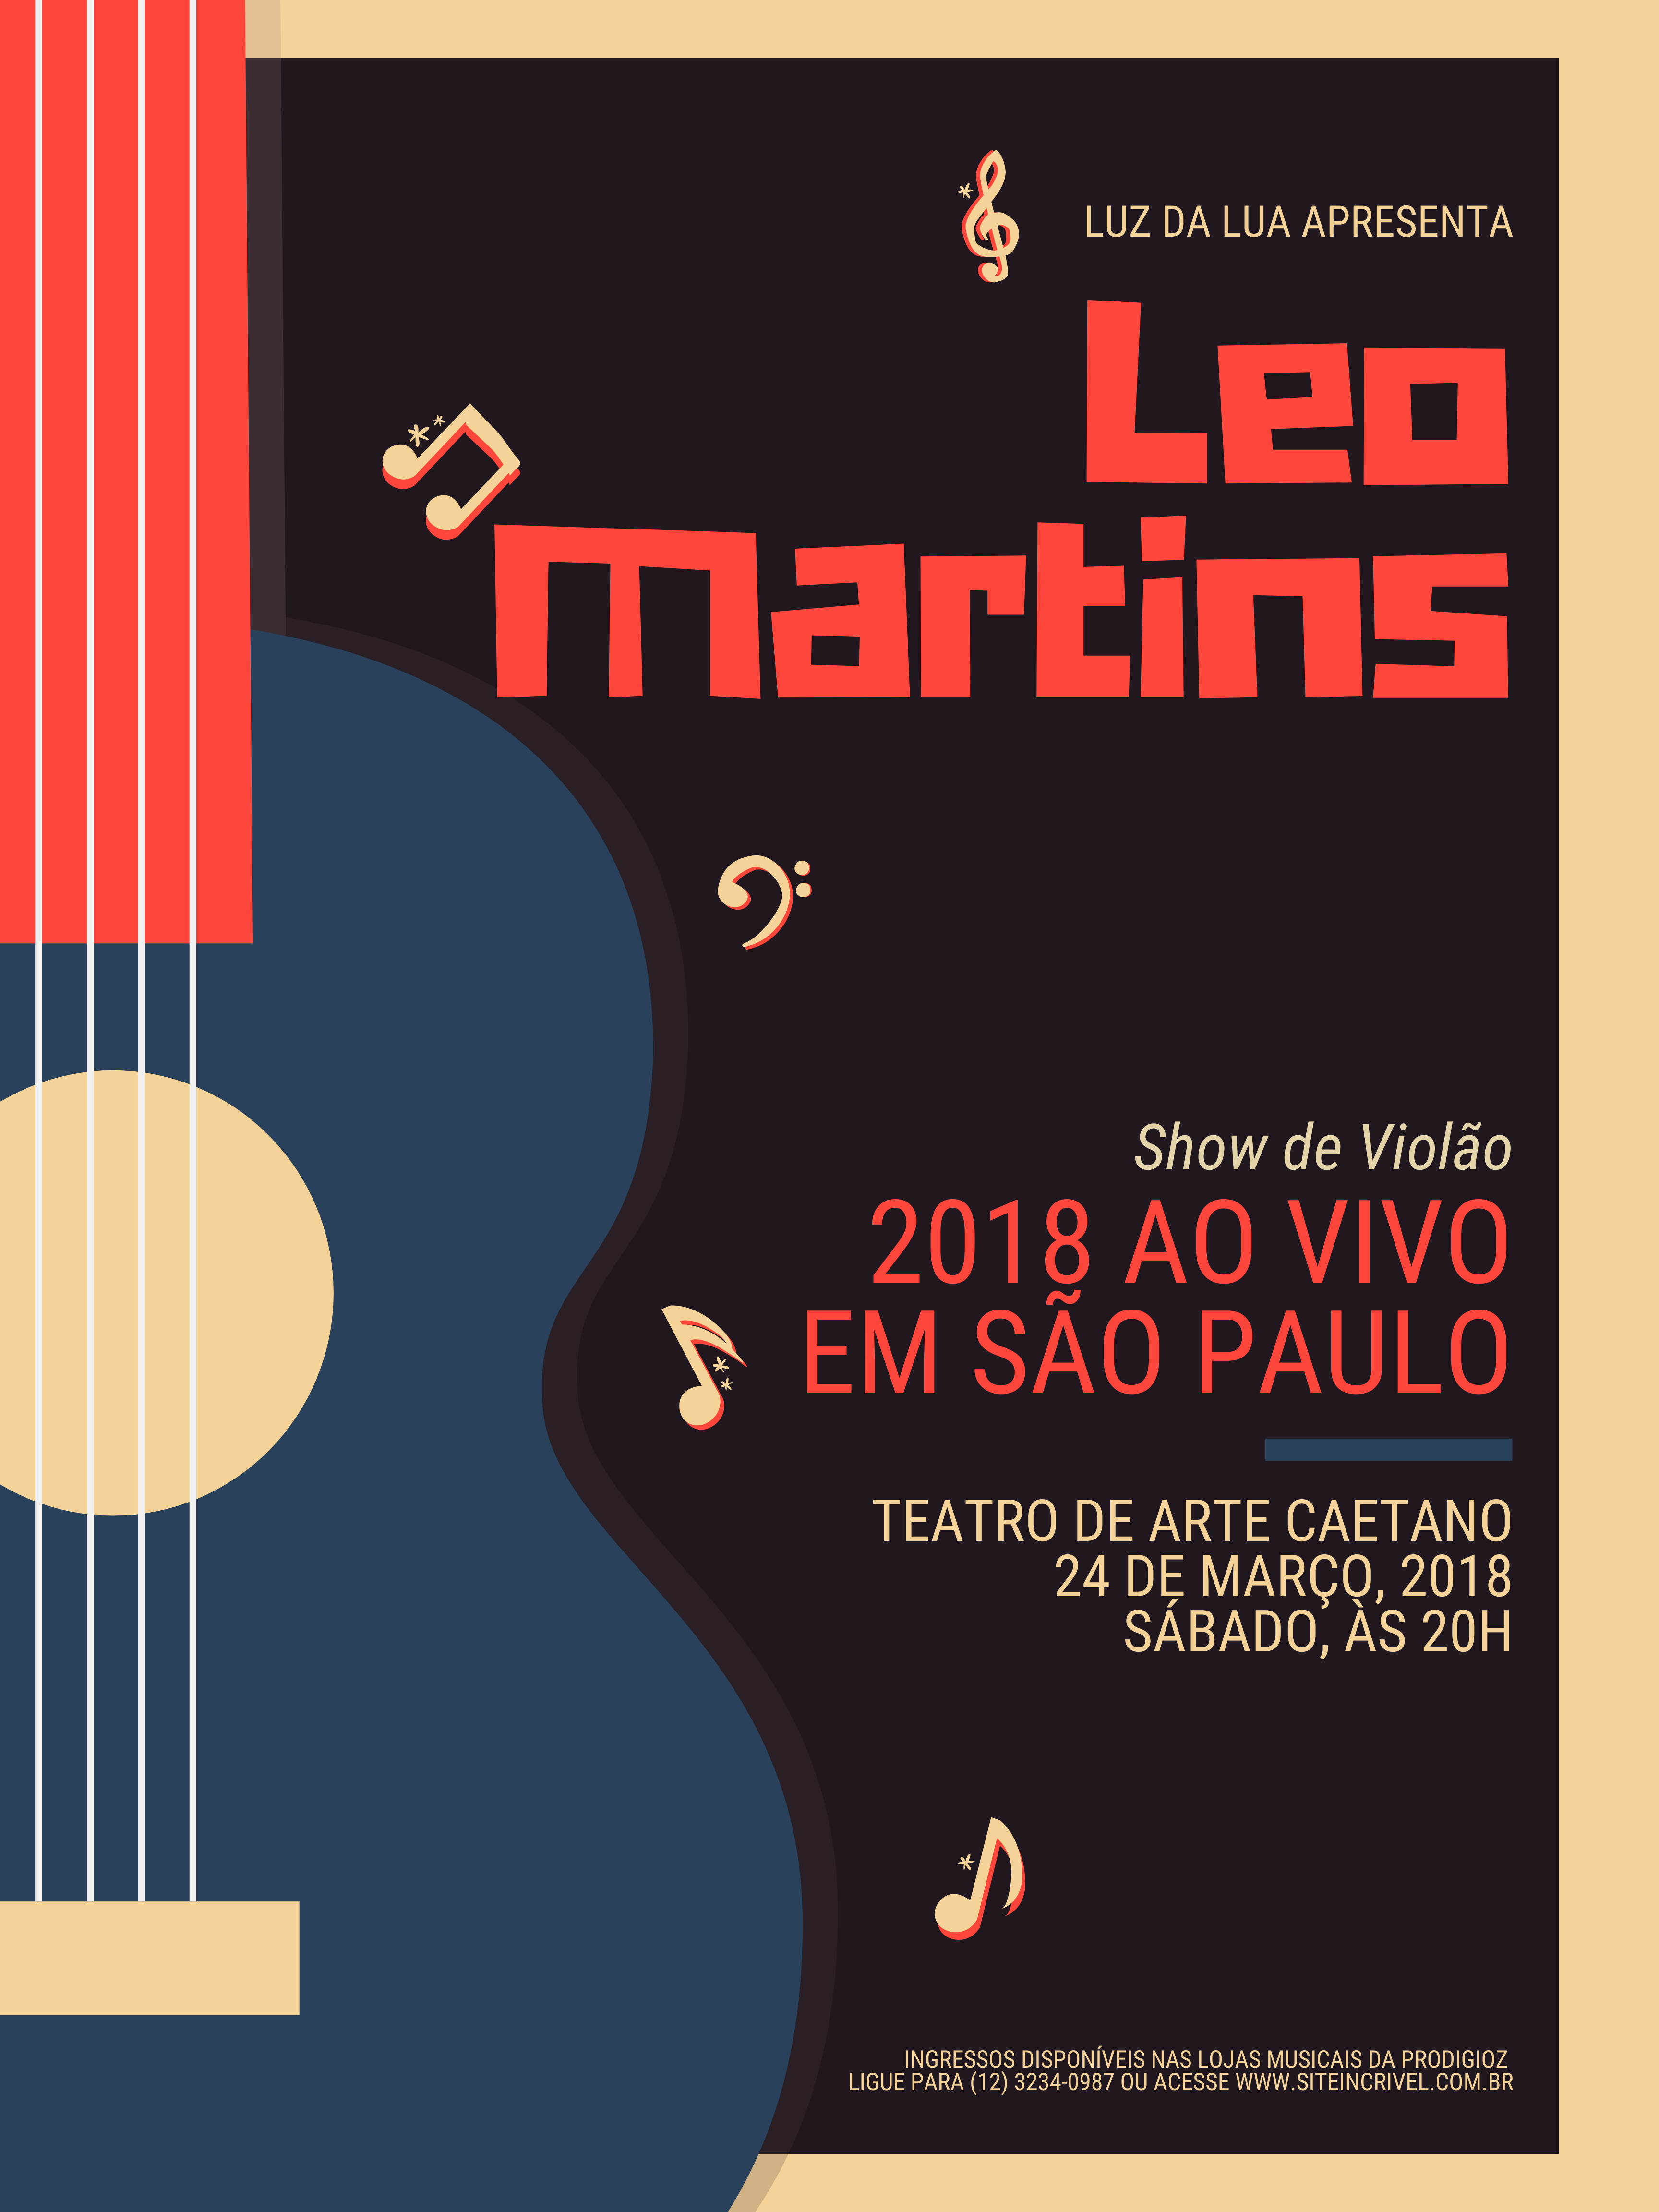 LUZ DA LUA APRESENTA
Leo
Martins
Show de Violão
2018 AO VIVO
EM SÃO PAULO
TEATRO DE ARTE CAETANO
24 DE MARÇO, 2018
SÁBADO, ÀS 20H
INGRESSOS DISPONÍVEIS NAS LOJAS MUSICAIS DA PRODIGIOZ
LIGUE PARA (12) 3234-0987 OU ACESSE WWW.SITEINCRIVEL.COM.BR